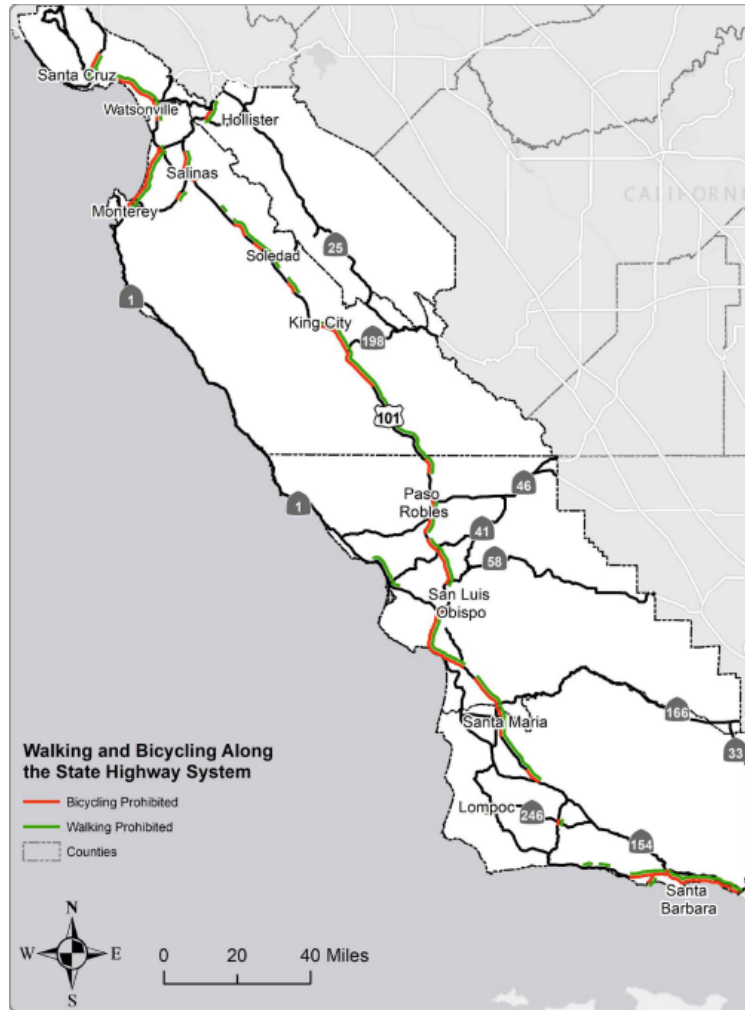 Santa Cruz
Watsonville
Hollister
Salinas
Monterey
CALIFORNI
25
Soledad
1
King City
198
101
46
Paso
Robles
1
41
58
San Luis
Obispo
Santa Maria
166
33
Walking and Bicycling Along
the State Highway System
Bicycling Prohibited
Walking Prohibited
Counties
Lompoc
246
154
Santa
Barbara
N
W
E
S
0
20
40 Miles